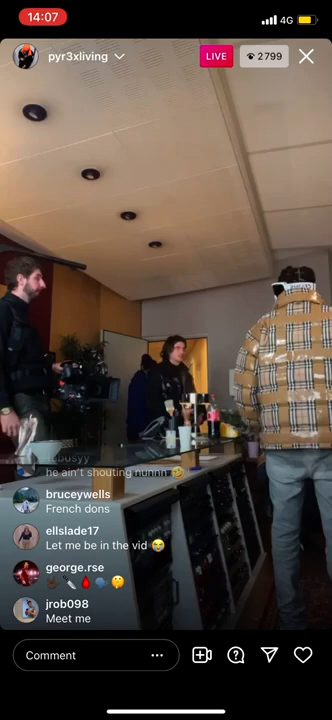 14:07
4G
pyr3xliving
LIVE
2799
he ain't shouting nunnn 🤣
bruceywells
French dons
ellslade17
Let me be in the vid 😭
george.rse
jrob098
Meet me
Comment